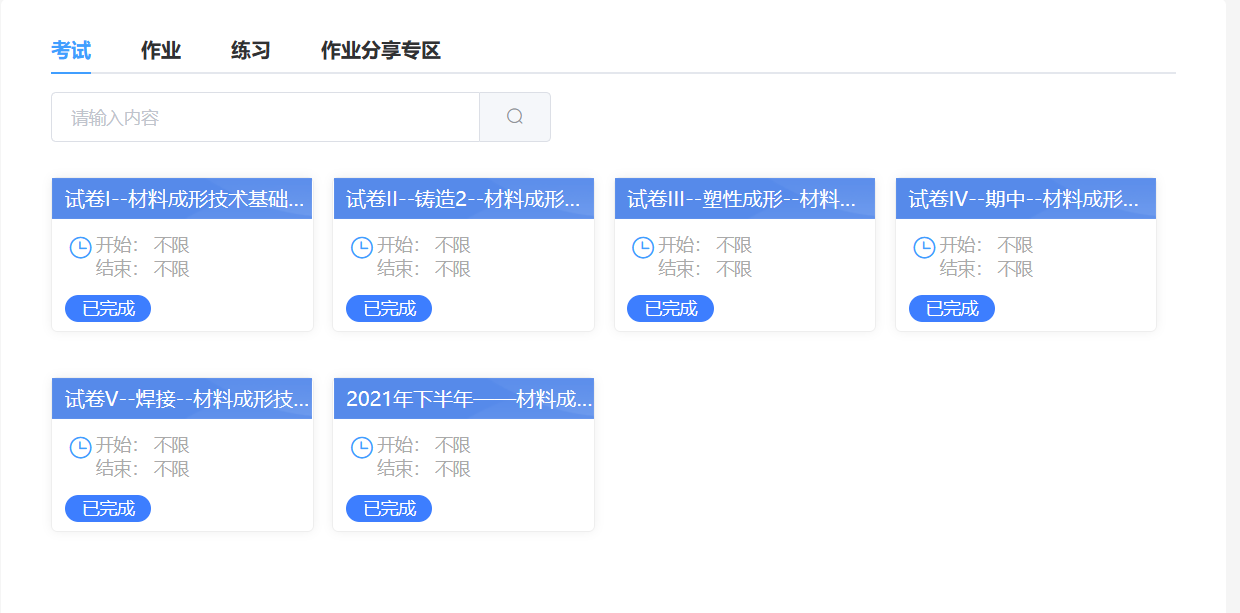 考试 作业 练习 作业分享专区
请输入内容
试卷I--材料成形技术基础...
开始： 不限
结束： 不限
已完成
试卷II--铸造2--材料成形...
开始： 不限
结束： 不限
已完成
试卷III--塑性成形--材料...
开始： 不限
结束： 不限
已完成
试卷IV--期中--材料成形...
开始： 不限
结束： 不限
已完成
试卷V--焊接--材料成形技...
开始： 不限
结束： 不限
已完成
2021年下半年——材料成...
开始： 不限
结束： 不限
已完成